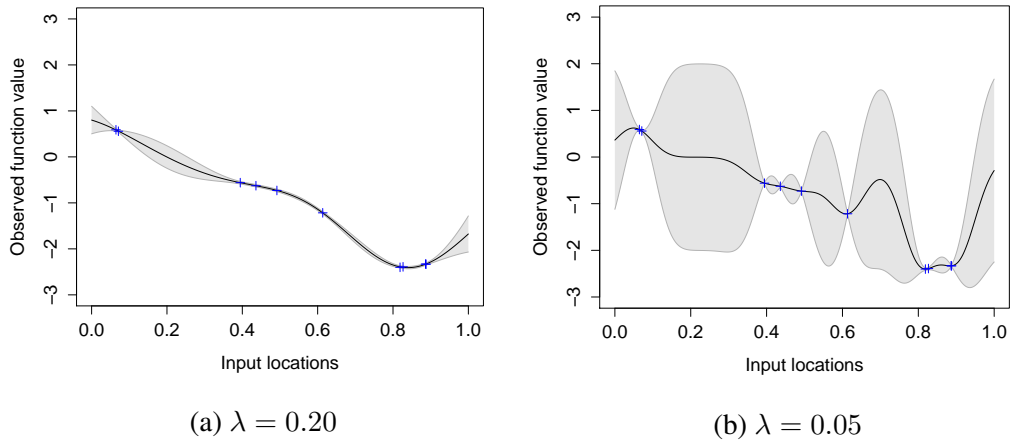 3
2
1
0
−1
−2
−3
Observed function value
0.0 0.2 0.4 0.6 0.8 1.0
Input locations
(a) λ = 0.20
3
2
1
0
−1
−2
−3
Observed function value
0.0 0.2 0.4 0.6 0.8 1.0
Input locations
(b) λ = 0.05